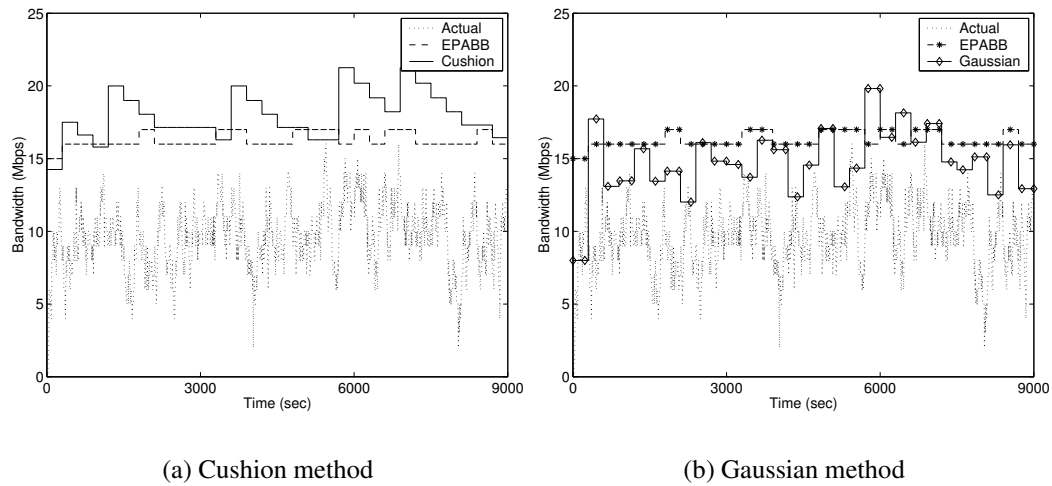 25
20
15
10
5
0
Bandwidth (Mbps)
0
3000
6000
9000
Time (sec)
Actual
EPABB
Cushion
(a) Cushion method
25
20
15
10
5
0
Bandwidth (Mbps)
0
3000
6000
9000
Time (sec)
Actual
EPABB
Gaussian
(b) Gaussian method